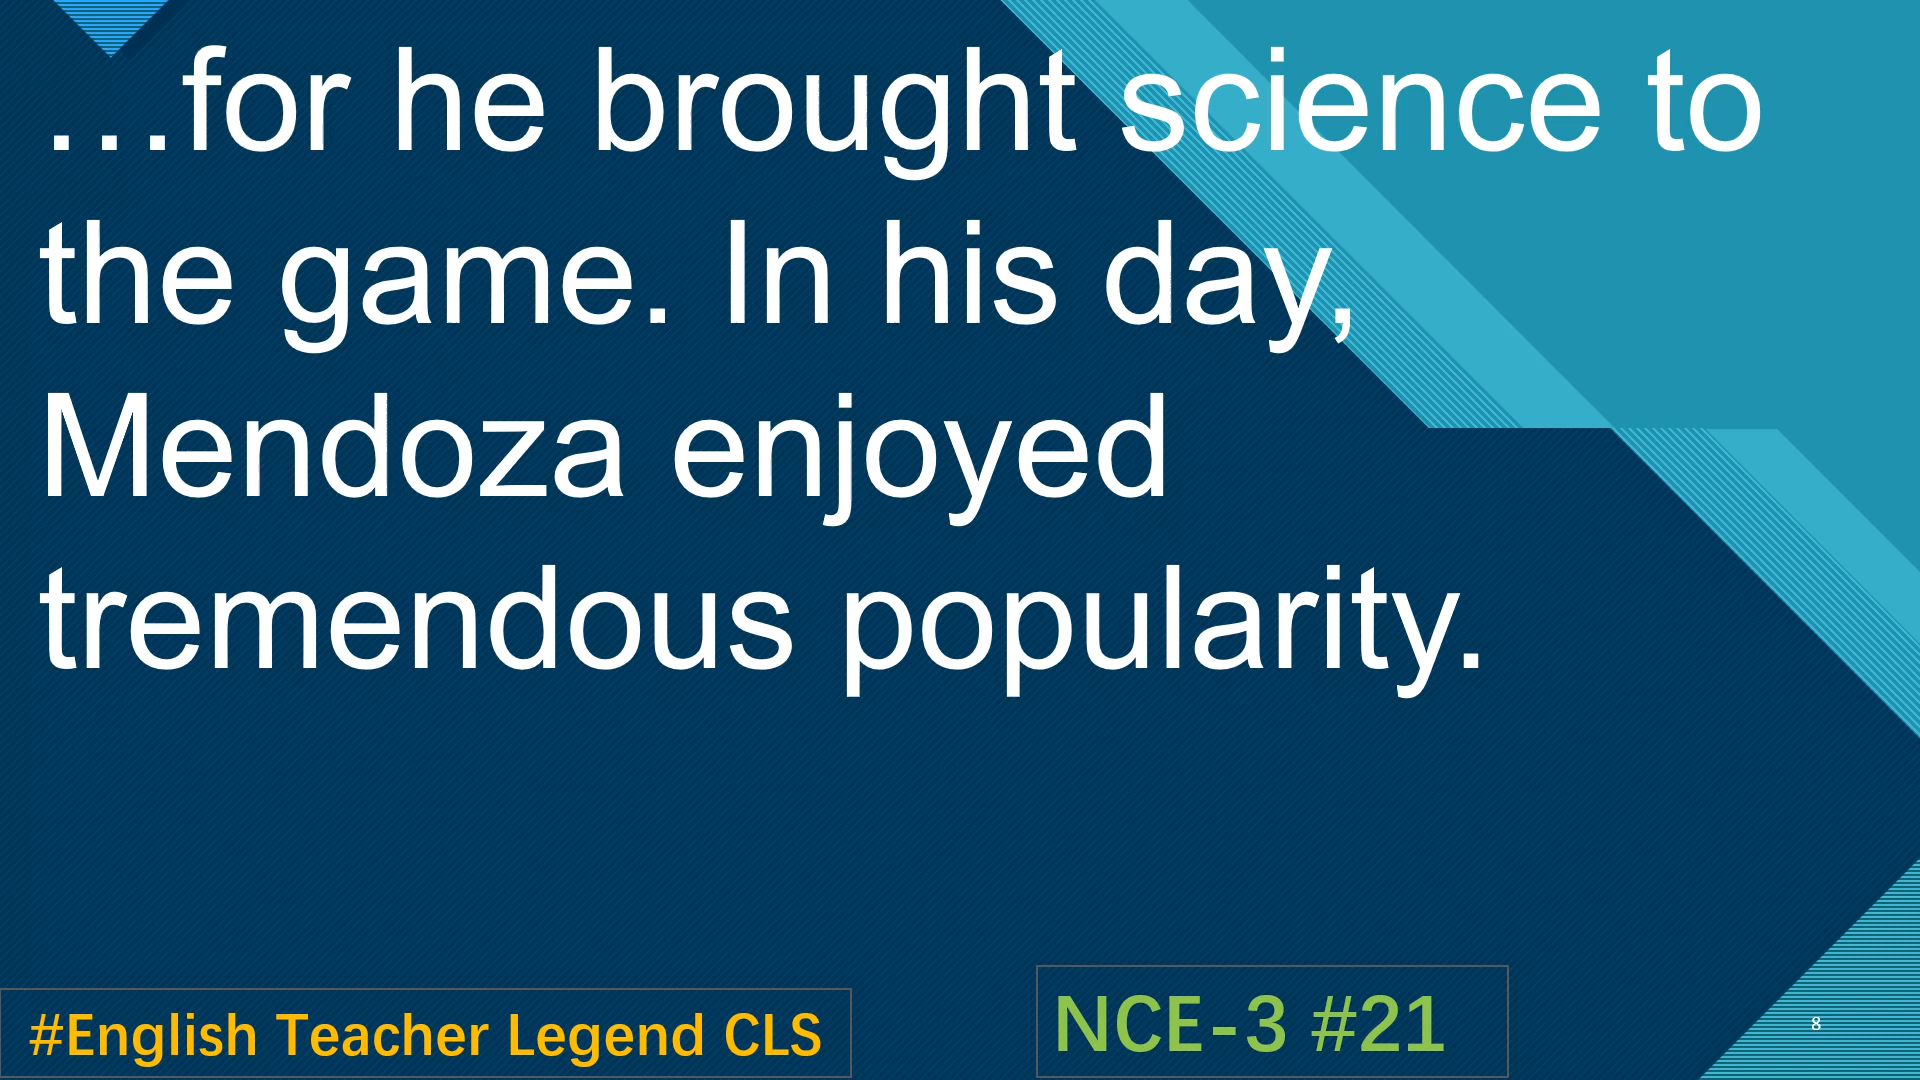 …for he brought science to
the game. In his day,
Mendoza enjoyed
tremendous popularity.
#English Teacher Legend CLS
NCE-3 #21
8